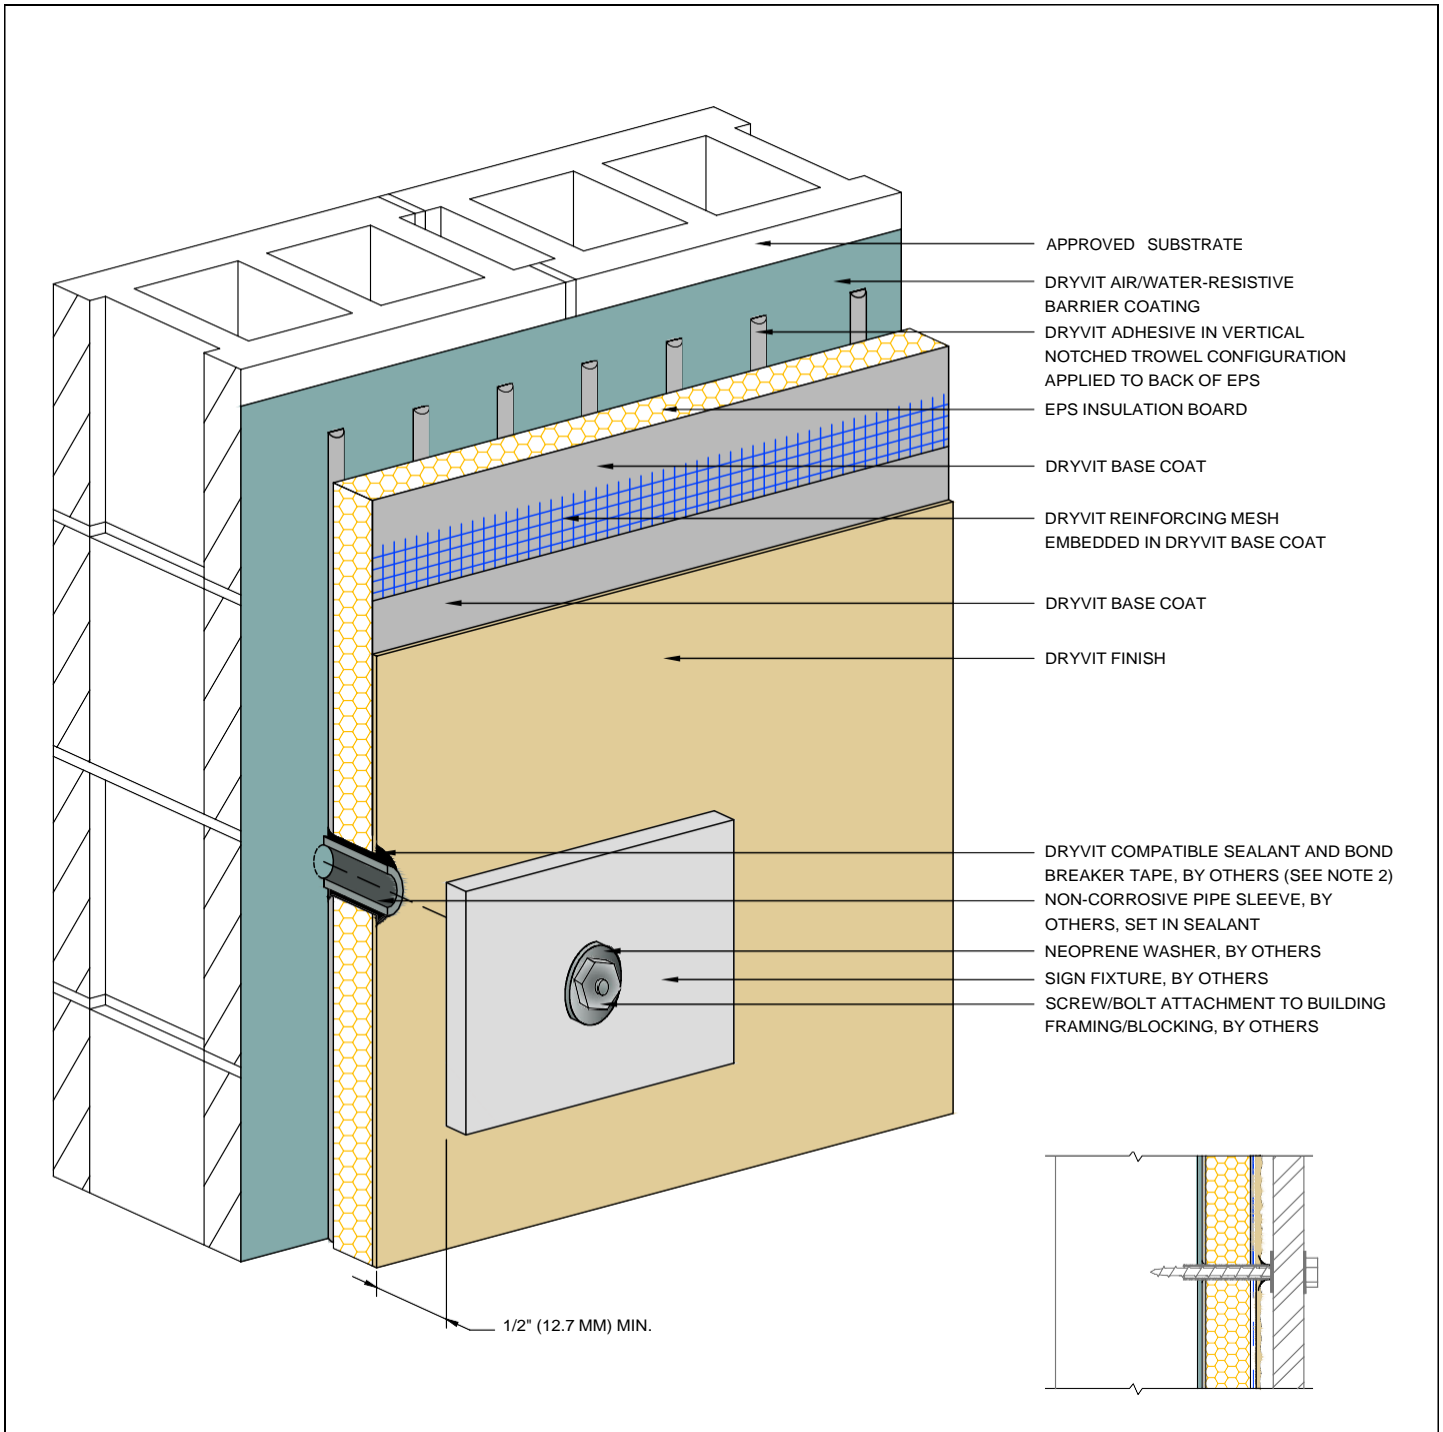 APPROVED SUBSTRATE
DRYVIT AIR/WATER-RESISTIVE
BARRIER COATING
DRYVIT ADHESIVE IN VERTICAL
NOTCHED TROWEL CONFIGURATION
APPLIED TO BACK OF EPS
EPS INSULATION BOARD
DRYVIT BASE COAT
DRYVIT REINFORCING MESH
EMBEDDED IN DRYVIT BASE COAT
DRYVIT BASE COAT
DRYVIT FINISH
DRYVIT COMPATIBLE SEALANT AND BOND
BREAKER TAPE, BY OTHERS (SEE NOTE 2)
NON-CORROSIVE PIPE SLEEVE, BY
OTHERS, SET IN SEALANT
NEOPRENE WASHER, BY OTHERS
SIGN FIXTURE, BY OTHERS
SCREW/BOLT ATTACHMENT TO BUILDING
FRAMING/BLOCKING, BY OTHERS
1/2" (12.7 MM) MIN.